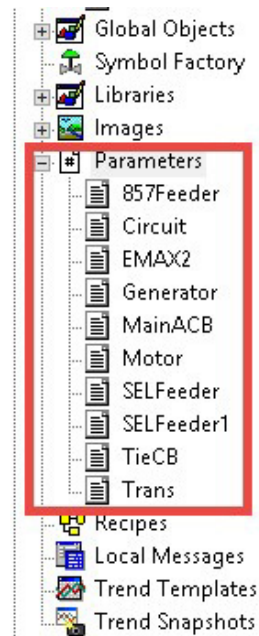 Global Objects
Symbol Factory
Libraries
Images
Parameters
857Feeder
Circuit
EMAX2
Generator
MainACB
Motor
SELFeeder
SELFeeder1
TieCB
Trans
Recipes
Local Messages
Trend Templates
Trend Snapshots